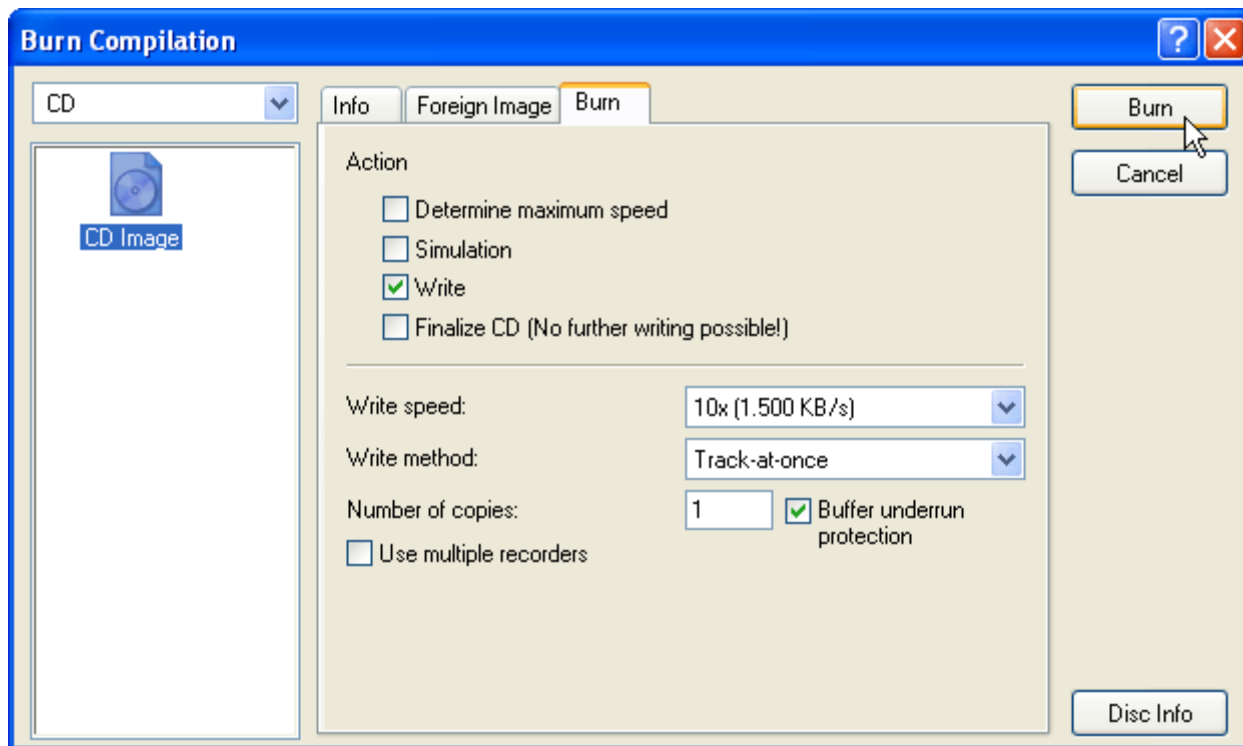 Burn Compilation
CD
CD Image
Info
Foreign Image
Burn
Action
Determine maximum speed
Simulation
Write
Finalize CD (No further writing possible!)
Write speed:
10x (1.500 KB/s)
Write method:
Track-at-once
Number of copies:
1
Buffer underrun
protection
Use multiple recorders
Burn
Cancel
Disc Info